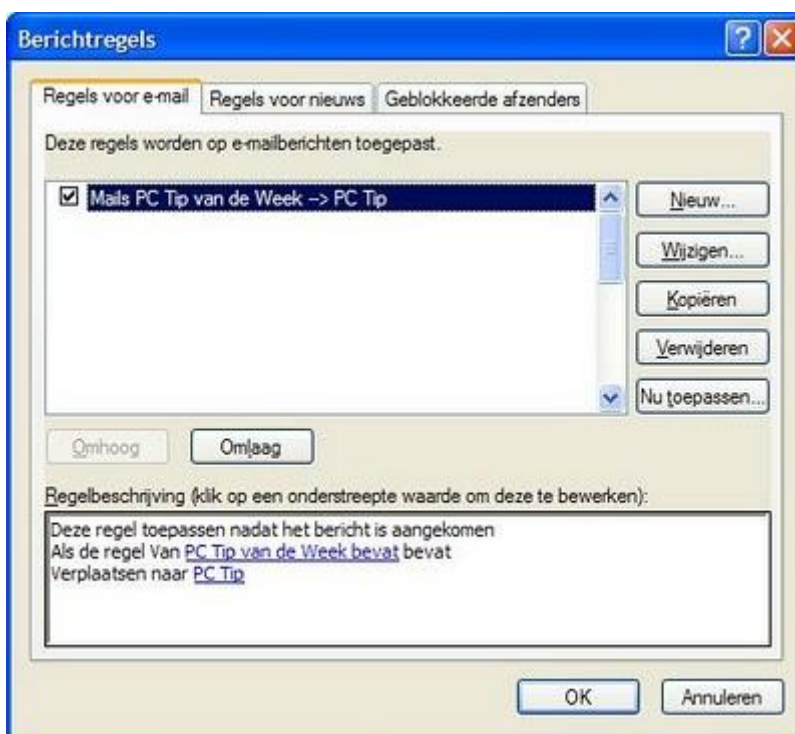 Berichtregels
Regels voor e-mail
Regels voor nieuws
Geblokkeerde afzenders
Deze regels worden op e-mailberichten toegepast.
Mails PC Tip van de Week --> PC Tip
Nieuw...
Wijzigen...
Kopiëren
Verwijderen
Nu toepassen...
Omhoog
Omlaag
Regelbeschrijving (klik op een onderstreepte waarde om deze te bewerken):
Deze regel toepassen nadat het bericht is aangekomen
Als de regel Van PC Tip van de Week bevat bevat
Verplaatsen naar PC Tip
OK
Annuleren